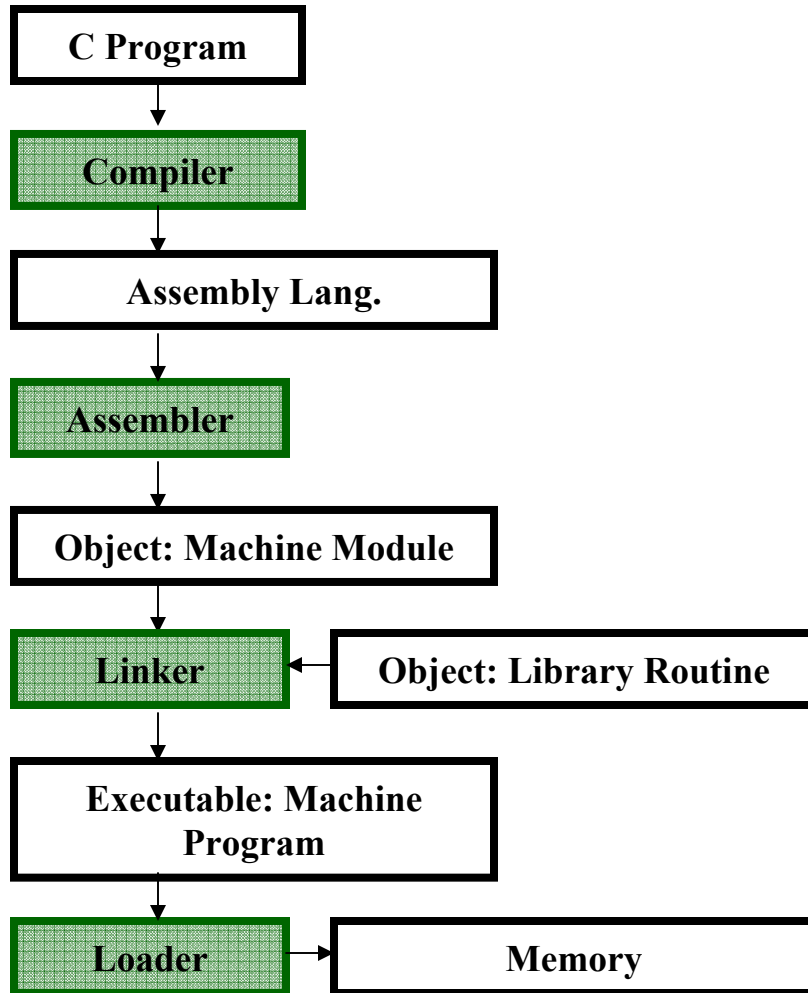 C Program
Compiler
Assembly Lang.
Assembler
Object: Machine Module
Linker
Object: Library Routine
Executable: Machine
Program
Loader
Memory